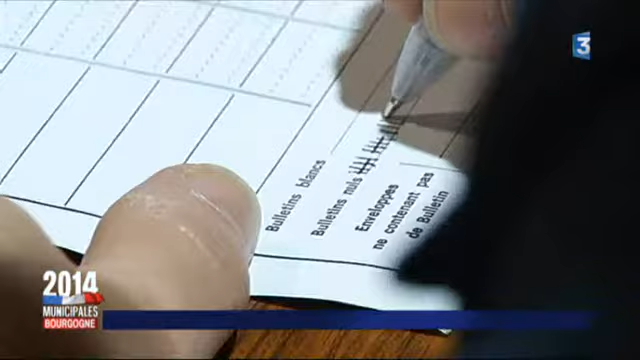 3
Bulletins blancs
Bulletins nuls
Enveloppes
ne contenant pas
de Bulletin
2014
MUNICIPALES
BOURGOGNE